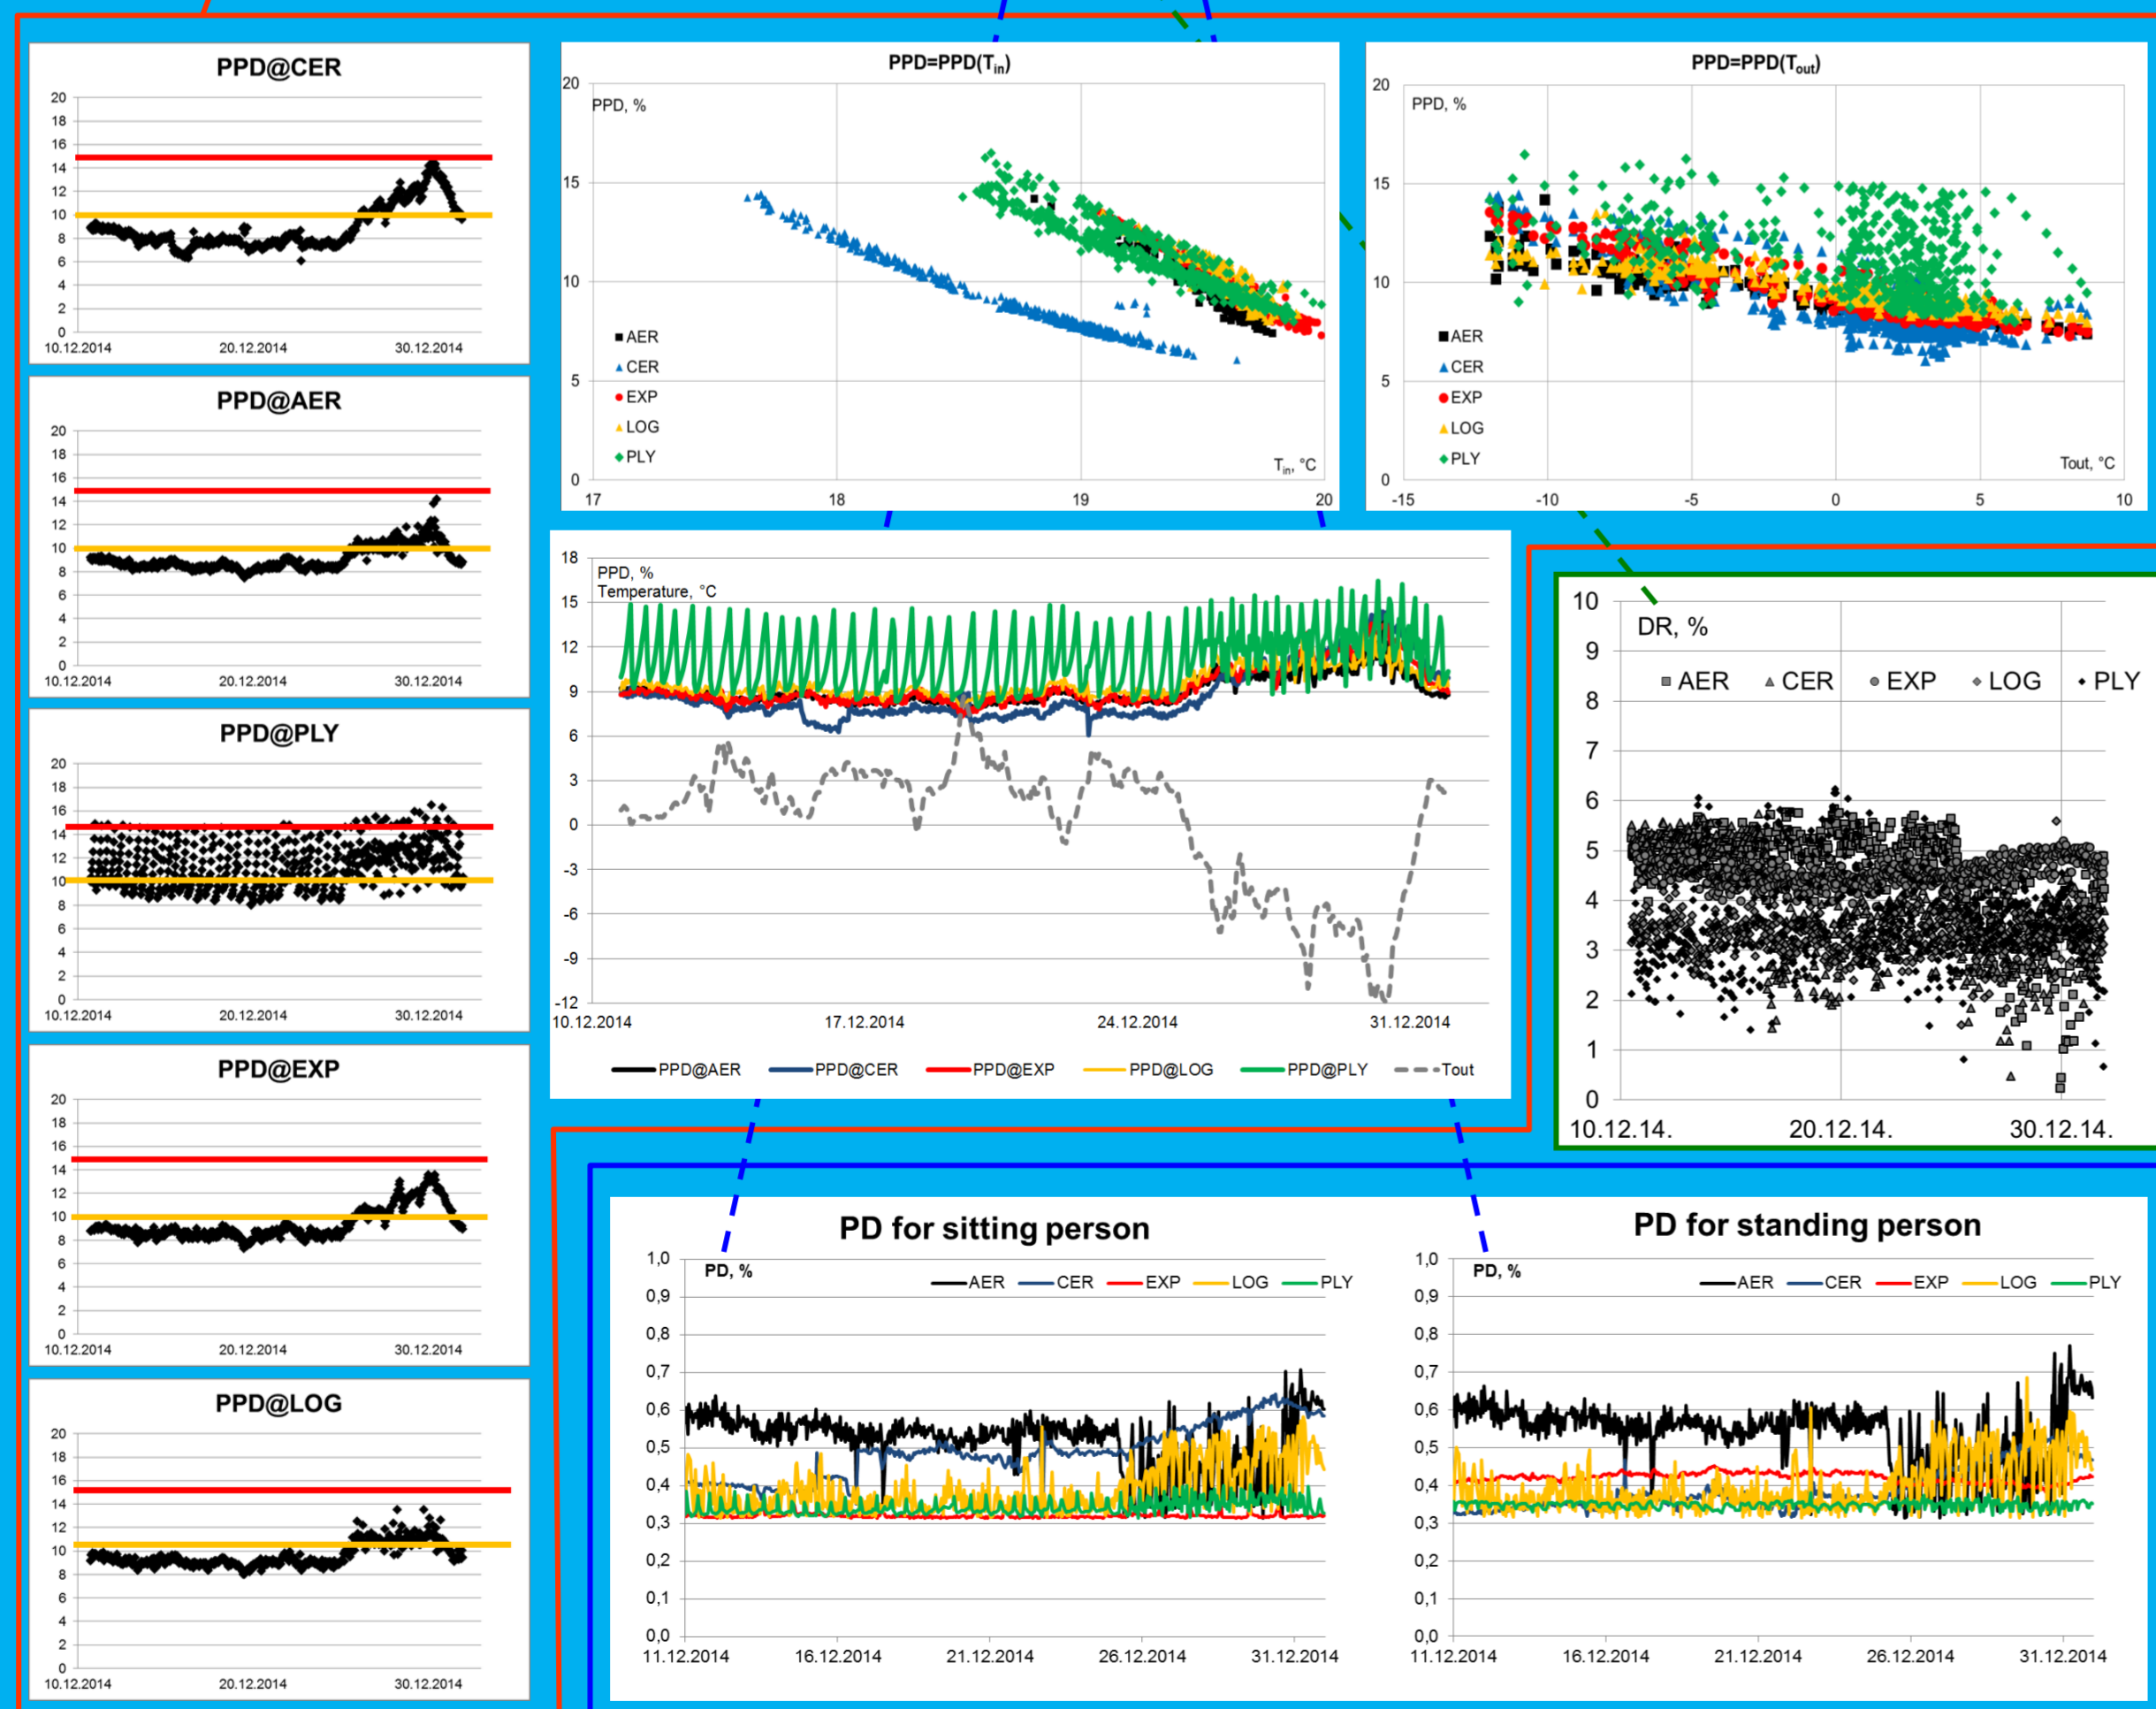 PPD@CER
20
18
16
14
12
10
8
6
4
2
0
10.12.2014 20.12.2014 30.12.2014
PPD@AER
20
18
16
14
12
10
8
6
4
2
0
10.12.2014 20.12.2014 30.12.2014
PPD@PLY
20
18
16
14
12
10
8
6
4
2
0
10.12.2014 20.12.2014 30.12.2014
PPD@EXP
20
18
16
14
12
10
8
6
4
2
0
10.12.2014 20.12.2014 30.12.2014
PPD@LOG
20
18
16
14
12
10
8
6
4
2
0
10.12.2014 20.12.2014 30.12.2014
PPD=PPD(Tin)
20
PPD, %
15
10
AER
5
CER
EXP
LOG
PLY
Tin, °C
0
17 18 19 20
PPD=PPD(Tout)
20
PPD, %
15
10
AER
5
CER
EXP
LOG
PLY
Tout, °C
0
-15 -10 -5 0 5 10
18
PPD, %
Temperature, °C
15
12
9
6
3
0
-3
-6
-9
-12
10.12.2014 17.12.2014 24.12.2014 31.12.2014
PPD@AER PPD@CER PPD@EXP PPD@LOG PPD@PLY Tout
10
DR, %
9
AER CER EXP LOG PLY
8
7
6
5
4
3
2
1
0
10.12.14. 20.12.14. 30.12.14.
PD for sitting person
1,0
PD, %
AER CER EXP LOG PLY
0,9
0,8
0,7
0,6
0,5
0,4
0,3
0,2
0,1
0,0
11.12.2014 16.12.2014 21.12.2014 26.12.2014 31.12.2014
PD for standing person
1,0
PD, %
AER CER EXP LOG PLY
0,9
0,8
0,7
0,6
0,5
0,4
0,3
0,2
0,1
0,0
11.12.2014 16.12.2014 21.12.2014 26.12.2014 31.12.2014